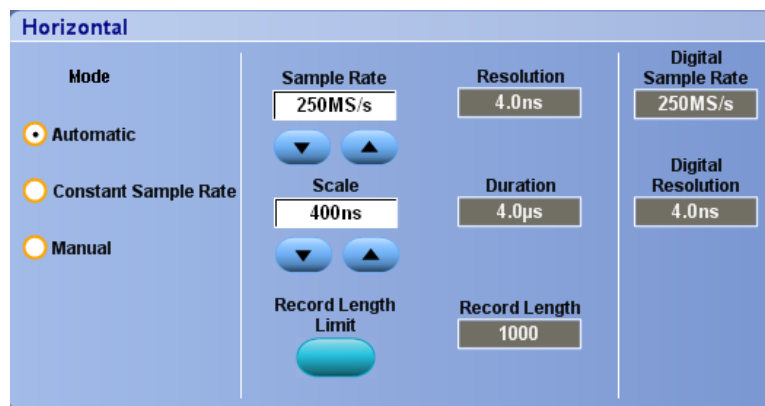 Horizontal
Mode
Automatic
Constant Sample Rate
Manual
Sample Rate
250MS/s
Scale
400ns
Record Length
Limit
Resolution
4.0ns
Duration
4.0µs
Record Length
1000
Digital
Sample Rate
250MS/s
Digital
Resolution
4.0ns